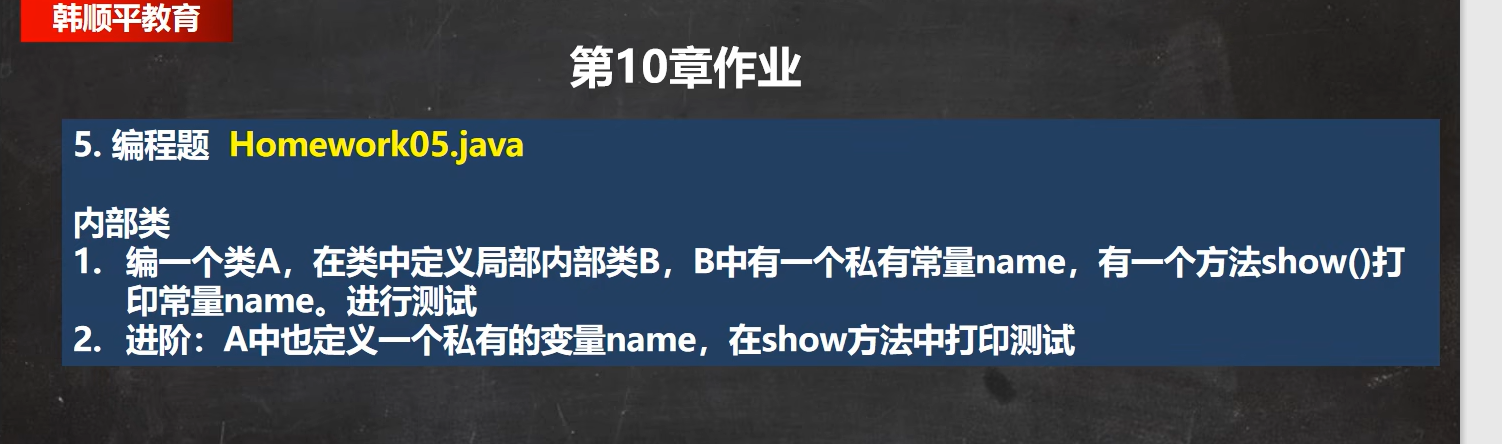 韩顺平教育
第10章作业
5. 编程题 Homework05.java
内部类
1. 编一个类A，在类中定义局部内部类B，B中有一个私有常量name，有一个方法show()打
印常量name。进行测试
2. 进阶：A中也定义一个私有的变量name，在show方法中打印测试